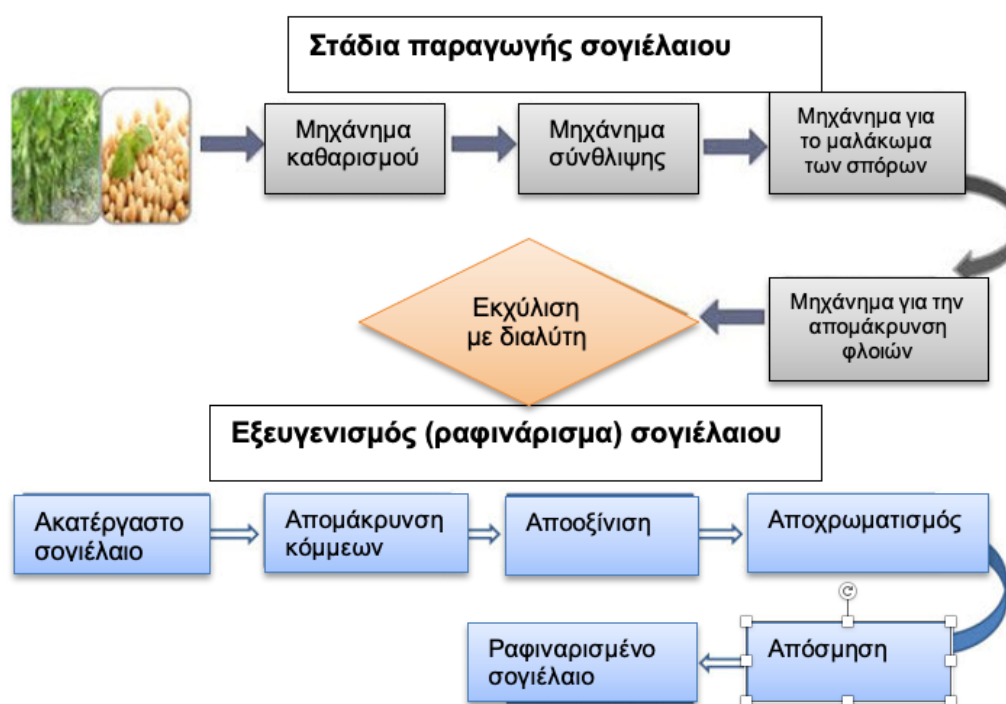 Στάδια παραγωγής σογιέλαιου
Μηχάνημα
καθαρισμού
Μηχάνημα
σύνθλιψης
Μηχάνημα για
το μαλάκωμα
των σπόρων
Μηχάνημα για την
απομάκρυνση
φλοιών
Εκχύλιση
με διαλύτη
Εξευγενισμός (ραφινάρισμα) σογιέλαιου
Ακατέργαστο
σογιέλαιο
Απομάκρυνση
κόμμεων
Αποοξίνιση
Αποχρωματισμός
Απόσμηση
Ραφιναρισμένο
σογιέλαιο